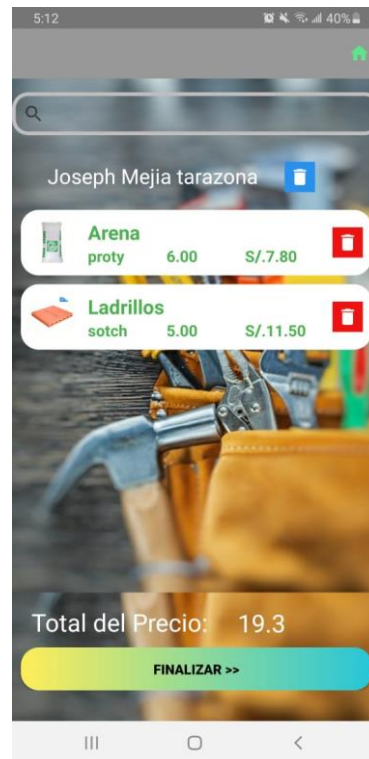 5:12 40%
Joseph Mejia tarazona
Arena
proty 6.00 S/.7.80
Ladrillos
sotch 5.00 S/.11.50
Total del Precio: 19.3
FINALIZAR >>